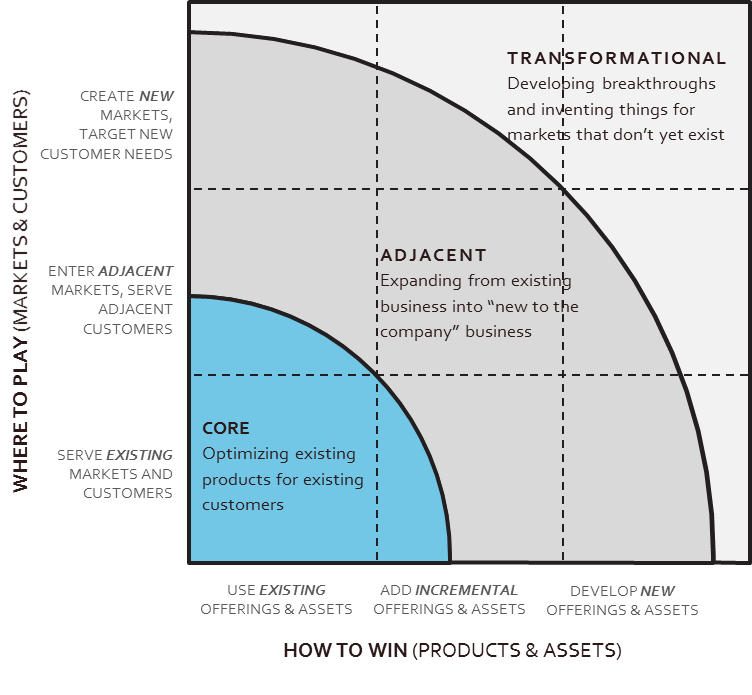 TRANSFORMATIONAL
Developing breakthroughs
and inventing things for
markets that don't yet exist
CREATE NEW
MARKETS,
TARGET NEW
CUSTOMER NEEDS
ADJACENT
Expanding from existing
business into “new to the
company” business
ENTER ADJACENT
MARKETS, SERVE
ADJACENT
CUSTOMERS
WHERE TO PLAY (MARKETS & CUSTOMERS)
CORE
Optimizing existing
products for existing
customers
SERVE EXISTING
MARKETS AND
CUSTOMERS
USE EXISTING
OFFERINGS & ASSETS
ADD INCREMENTAL
OFFERINGS & ASSETS
DEVELOP NEW
OFFERINGS & ASSETS
HOW TO WIN (PRODUCTS & ASSETS)